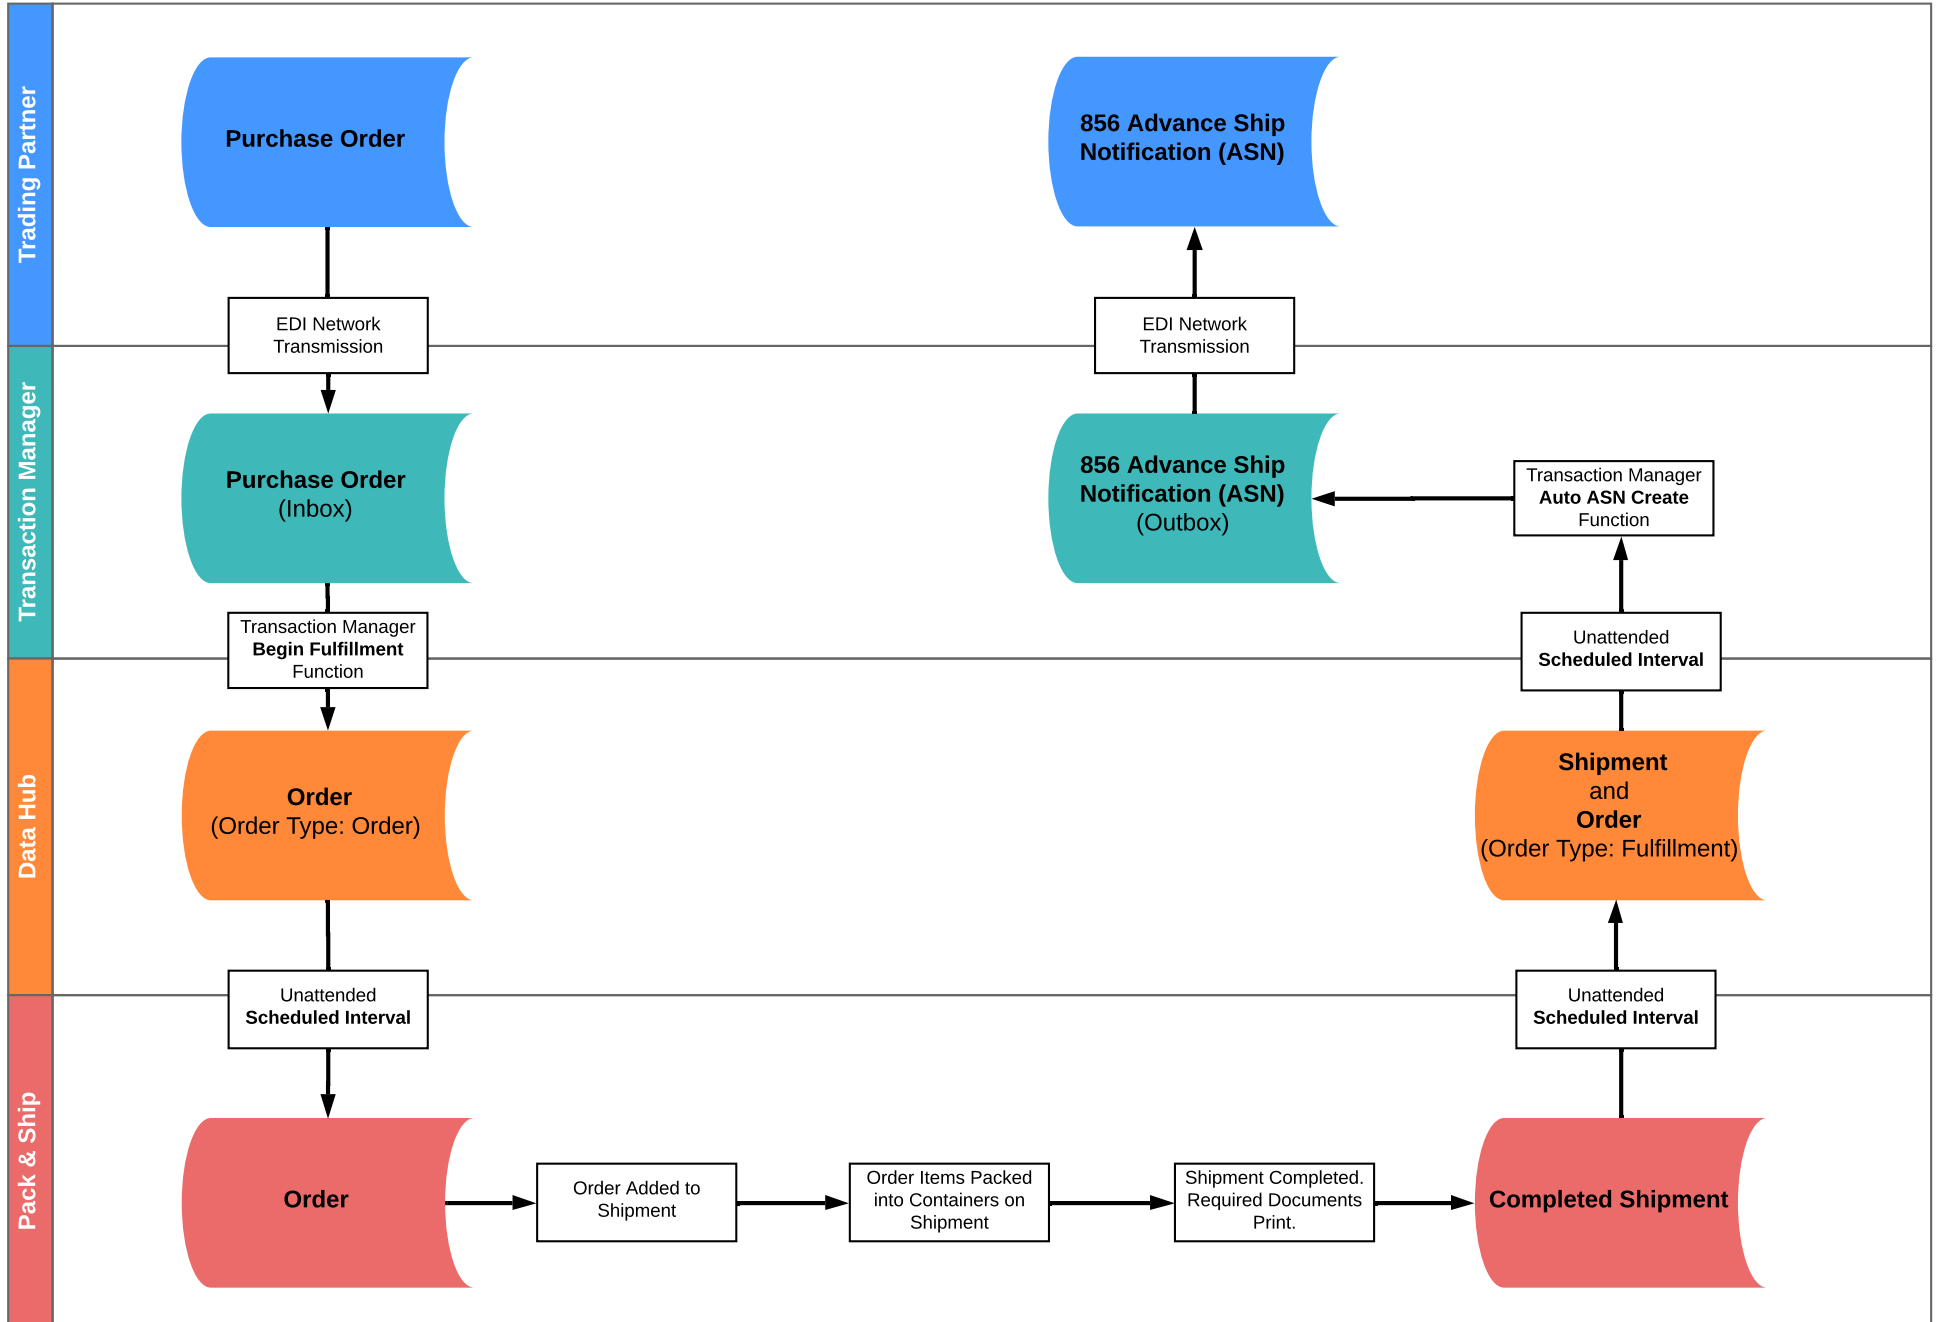 Trading Partner
Purchase Order
856 Advance Ship
Notification (ASN)
EDI Network
Transmission
EDI Network
Transmission
Transaction Manager
Purchase Order
(Inbox)
856 Advance Ship
Notification (ASN)
(Outbox)
Transaction Manager
Auto ASN Create
Function
Transaction Manager
Begin Fulfillment
Function
Unattended
Scheduled Interval
Data Hub
Order
(Order Type: Order)
Shipment
and
Order
(Order Type: Fulfillment)
Unattended
Scheduled Interval
Unattended
Scheduled Interval
Pack & Ship
Order
Order Added to
Shipment
Order Items Packed
into Containers on
Shipment
Shipment Completed.
Required Documents
Print.
Completed Shipment